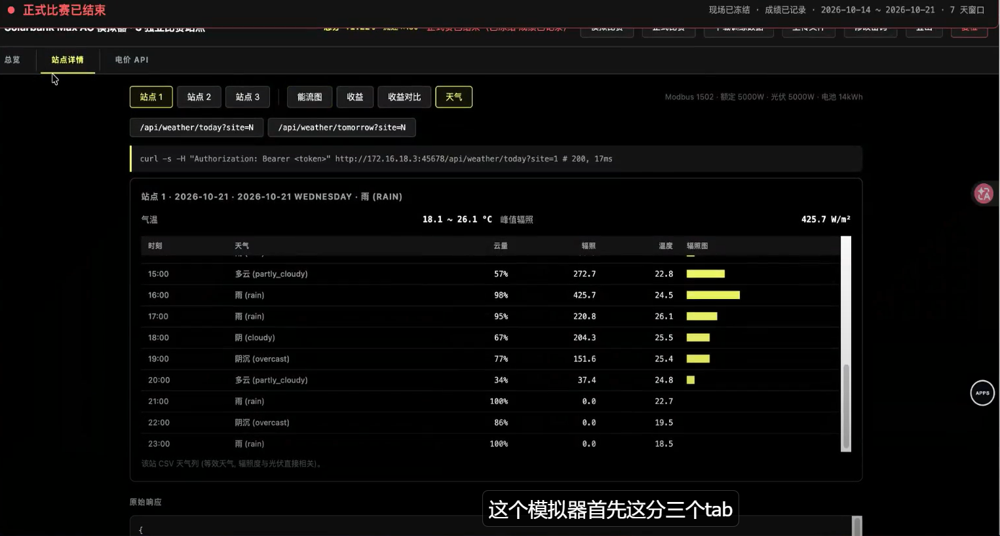 正式比赛已结束
现场已冻结 · 成绩已记录 · 2026-10-14 ~ 2026-10-21 · 7 天窗口
总览 站点详情 电价 API
站点 1 站点 2 站点 3 能流图 收益 收益对比 天气 Modbus 1502 · 额定 5000W · 光伏 5000W · 电池 14kWh
/api/weather/today?site=N /api/weather/tomorrow?site=N
curl -s -H "Authorization: Bearer <token>" http://172.16.18.3:45678/api/weather/today?site=1 # 200, 17ms
站点 1 · 2026-10-21 · 2026-10-21 WEDNESDAY · 雨 (RAIN)
气温 18.1 ~ 26.1 °C 峰值辐照 425.7 W/m²
时刻 天气 云量 辐照 温度 辐照图
15:00 多云 (partly_cloudy) 57% 272.7 22.8
16:00 雨 (rain) 98% 425.7 24.5
17:00 雨 (rain) 95% 220.8 26.1
18:00 阴 (cloudy) 67% 204.3 25.5
19:00 阴沉 (overcast) 77% 151.6 25.4
20:00 多云 (partly_cloudy) 34% 37.4 24.8
21:00 雨 (rain) 100% 0.0 22.7
22:00 阴沉 (overcast) 86% 0.0 19.5
23:00 雨 (rain) 100% 0.0 18.5
该站 CSV 天气列 (等效天气, 辐照度与光伏直接相关)。
原始响应
{
这个模拟器首先这分三个tab
APPS